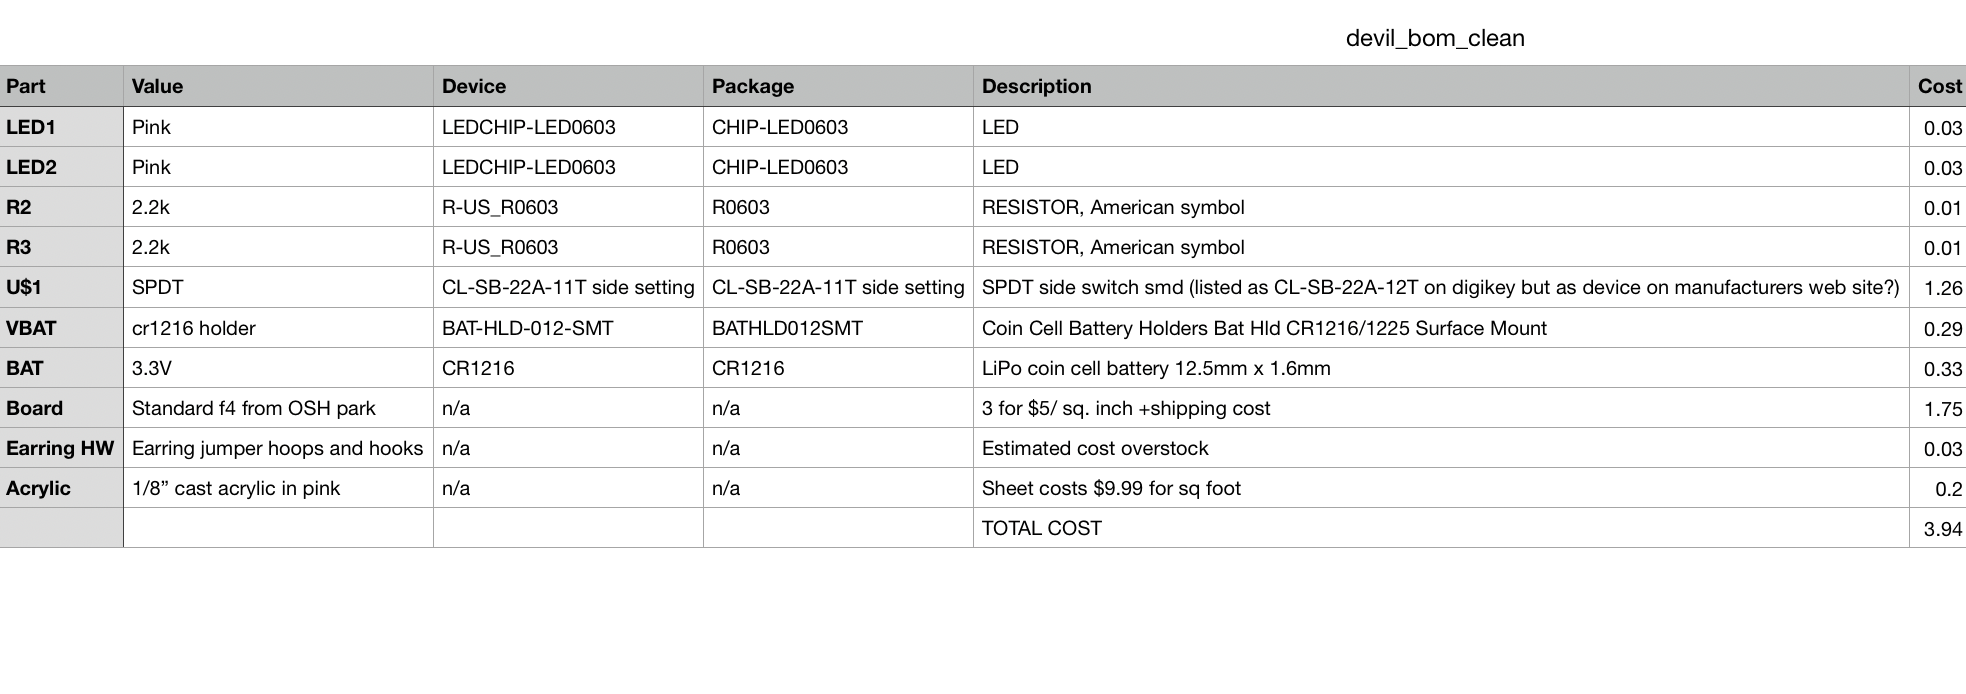 devil_bom_clean
Part Value Device Package Description Cost
LED1 Pink LEDCHIP-LED0603 CHIP-LED0603 LED 0.03
LED2 Pink LEDCHIP-LED0603 CHIP-LED0603 LED 0.03
R2 2.2k R-US_R0603 R0603 RESISTOR, American symbol 0.01
R3 2.2k R-US_R0603 R0603 RESISTOR, American symbol 0.01
U$1 SPDT CL-SB-22A-11T side setting CL-SB-22A-11T side setting SPDT side switch smd (listed as CL-SB-22A-12T on digikey but as device on manufacturers web site?) 1.26
VBAT cr1216 holder BAT-HLD-012-SMT BATHLD012SMT Coin Cell Battery Holders Bat Hld CR1216/1225 Surface Mount 0.29
BAT 3.3V CR1216 CR1216 LiPo coin cell battery 12.5mm x 1.6mm 0.33
Board Standard f4 from OSH park n/a n/a 3 for $5/ sq. inch +shipping cost 1.75
Earring HW Earring jumper hoops and hooks n/a n/a Estimated cost overstock 0.03
Acrylic 1/8” cast acrylic in pink n/a n/a Sheet costs $9.99 for sq foot 0.2
TOTAL COST 3.94